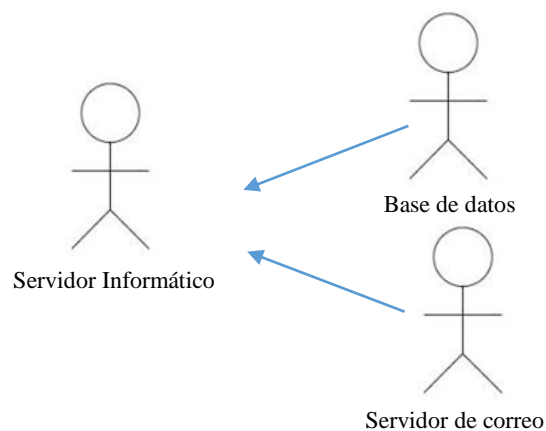 Base de datos
Servidor Informático
Servidor de correo